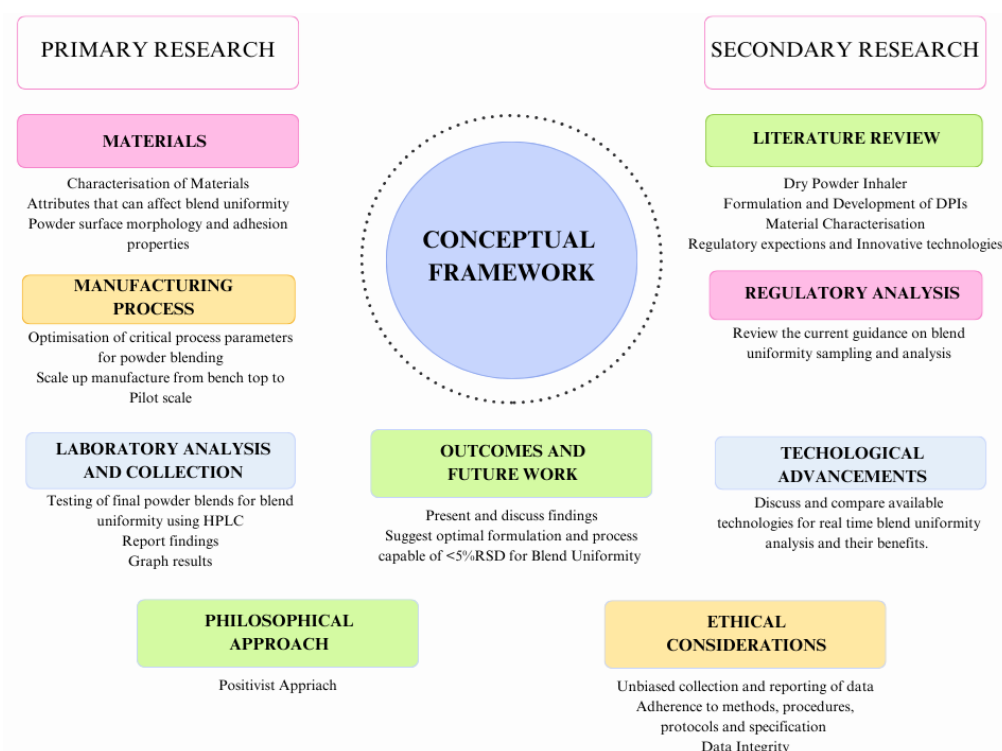 PRIMARY RESEARCH
SECONDARY RESEARCH
MATERIALS
Characterisation of Materials
Attributes that can affect blend uniformity
Powder surface morphology and adhesion
properties
MANUFACTURING
PROCESS
Optimisation of critical process parameters
for powder blending
Scale up manufacture from bench top to
Pilot scale
LABORATORY ANALYSIS
AND COLLECTION
Testing of final powder blends for blend
uniformity using HPLC
Report findings
Graph results
CONCEPTUAL
FRAMEWORK
OUTCOMES AND
FUTURE WORK
Present and discuss findings
Suggest optimal formulation and process
capable of <5%RSD for Blend Uniformity
LITERATURE REVIEW
Dry Powder Inhaler
Formulation and Development of DPIs
Material Characterisation
Regulatory expections and Innovative technologies
REGULATORY ANALYSIS
Review the current guidance on blend
uniformity sampling and analysis
TECHOLOGICAL
ADVANCEMENTS
Discuss and compare available
technologies for real time blend uniformity
analysis and their benefits.
PHILOSOPHICAL
APPROACH
Positivist Appriach
ETHICAL
CONSIDERATIONS
Unbiased collection and reporting of data
Adherence to methods, procedures,
protocols and specification
Data Integrity